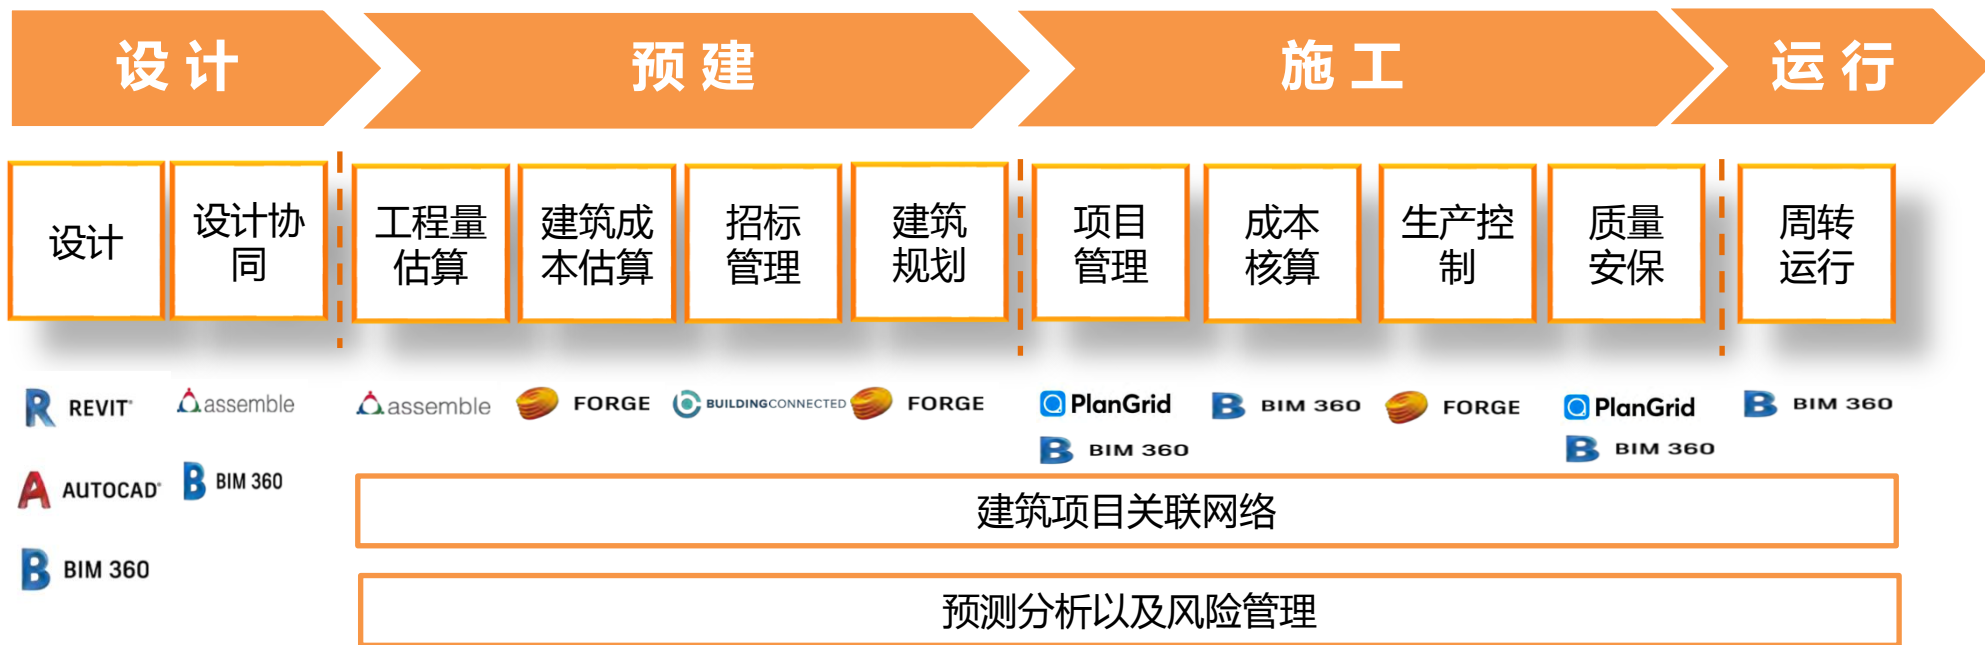 设 计
预 建
施 工
运 行
设计
设计协
同
工程量
估算
建筑成
本估算
招标
管理
建筑
规划
项目
管理
成本
核算
生产控
制
质量
安保
周转
运行
REVIT®
assemble
assemble
FORGE
BUILDINGCONNECTED
FORGE
PlanGrid
BIM 360
FORGE
PlanGrid
BIM 360
BIM 360
BIM 360
AUTOCAD®
BIM 360
建筑项目关联网络
BIM 360
预测分析以及风险管理